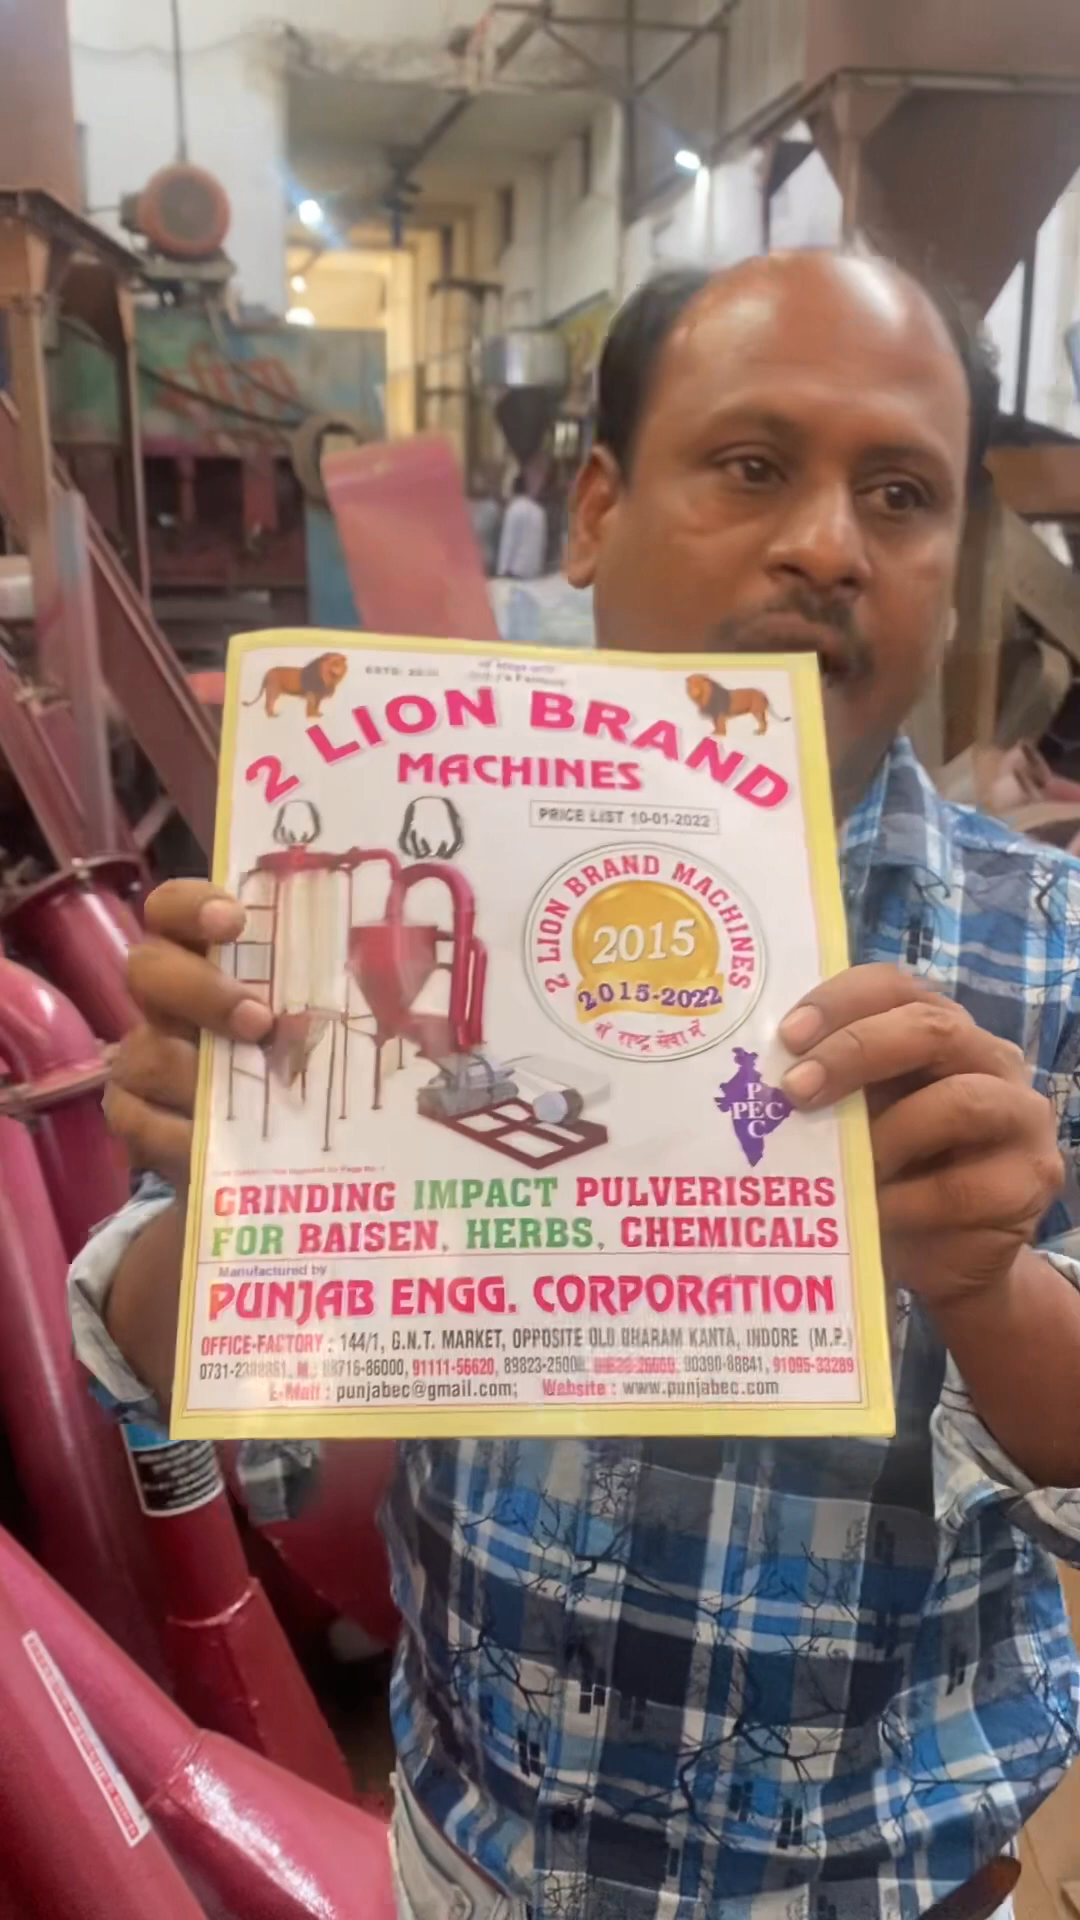 2 LION BRAND
MACHINES
PRICE LIST 10-01-2022
2 LION BRAND MACHINES
2015
2015-2022
राष्ट्र सेवा में
P
PEC
C
GRINDING IMPACT PULVERISERS
FOR BAISEN, HERBS, CHEMICALS
Manufactured by
PUNJAB ENGG. CORPORATION
OFFICE-FACTORY : 144/1, G.N.T. MARKET, OPPOSITE OLD DHARAM KANTA, INDORE (M.P.)
91111-56620, 90390-88841, 91095-33289
E-Mail : punjabec@gmail.com; Website : www.punjabec.com